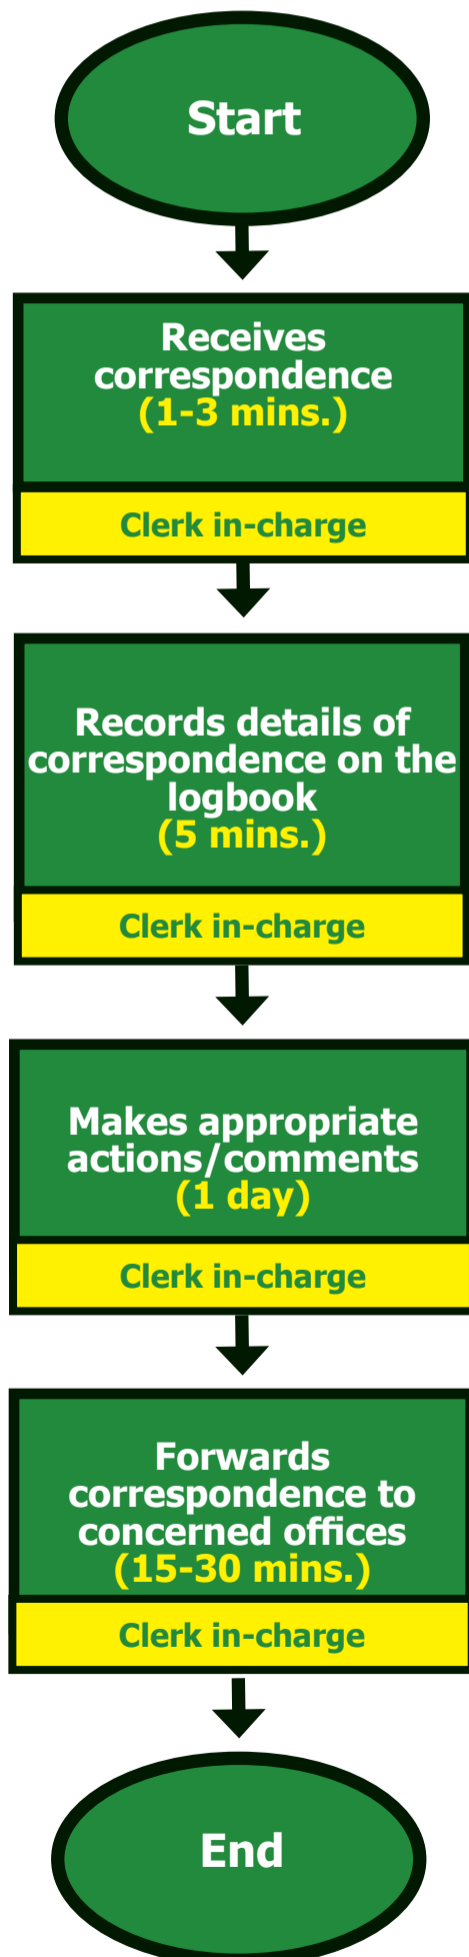 Start
Receives
correspondence
(1-3 mins.)
Clerk in-charge
Records details of
correspondence on the
logbook
(5 mins.)
Clerk in-charge
Makes appropriate
actions/comments
(1 day)
Clerk in-charge
Forwards
correspondence to
concerned offices
(15-30 mins.)
Clerk in-charge
End